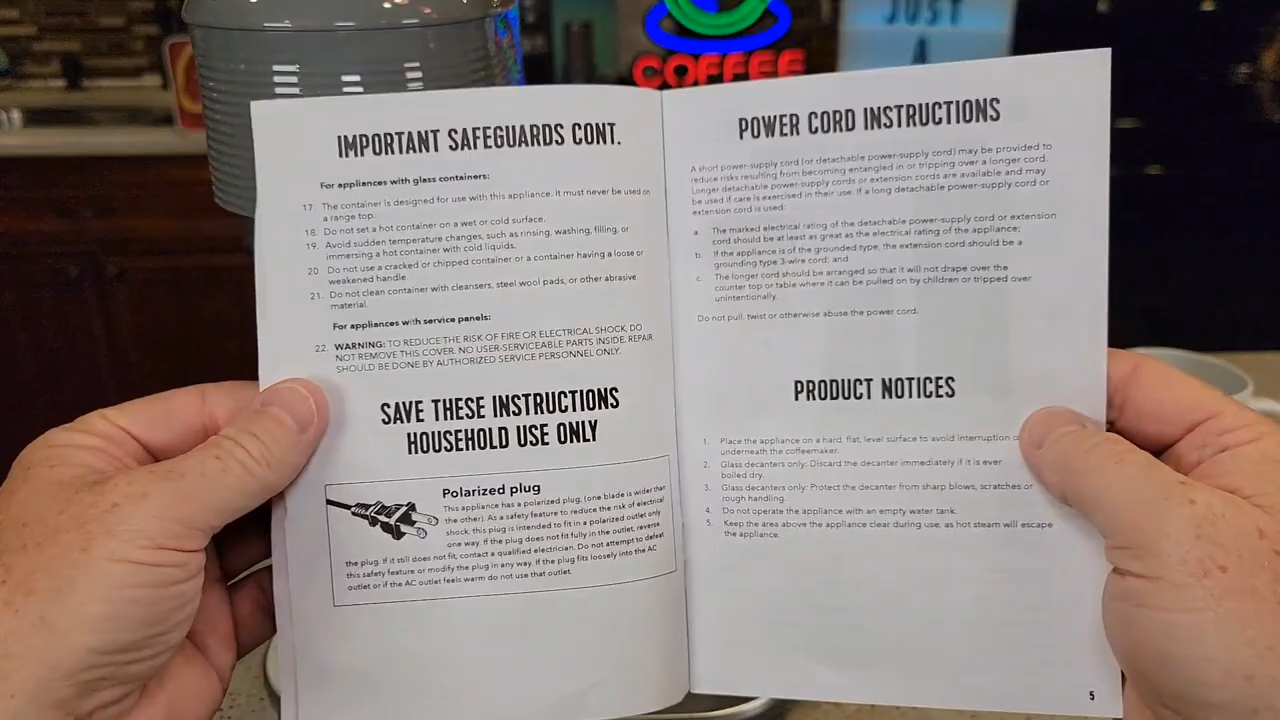 COFFEE
JUST
A
IMPORTANT SAFEGUARDS CONT.
For appliances with glass containers:
17. The container is designed for use with this appliance. It must never be used on
a range top.
18. Do not set a hot container on a wet or cold surface.
19. Avoid sudden temperature changes, such as rinsing, washing, filling, or
immersing a hot container with cold liquids.
20. Do not use a cracked or chipped container or a container having a loose or
weakened handle
21. Do not clean container with cleansers, steel wool pads, or other abrasive
material.
For appliances with service panels:
22. WARNING: TO REDUCE THE RISK OF FIRE OR ELECTRICAL SHOCK, DO
NOT REMOVE THIS COVER. NO USER-SERVICEABLE PARTS INSIDE. REPAIR
SHOULD BE DONE BY AUTHORIZED SERVICE PERSONNEL ONLY.
SAVE THESE INSTRUCTIONS
HOUSEHOLD USE ONLY
Polarized plug
This appliance has a polarized plug, (one blade is wider than
the other). As a safety feature to reduce the risk of electrical
shock, this plug is intended to fit in a polarized outlet only
one way. If the plug does not fit fully in the outlet, reverse
the plug. If it still does not fit, contact a qualified electrician. Do not attempt to defeat
this safety feature or modify the plug in any way. If the plug fits loosely into the AC
outlet or if the AC outlet feels warm do not use that outlet.
POWER CORD INSTRUCTIONS
A short power-supply cord (or detachable power-supply cord) may be provided to
reduce risks resulting from becoming entangled in or tripping over a longer cord.
Longer detachable power-supply cords or extension cords are available and may
be used if care is exercised in their use. If a long detachable power-supply cord or
extension cord is used:
a. The marked electrical rating of the detachable power-supply cord or extension
cord should be at least as great as the electrical rating of the appliance;
b. If the appliance is of the grounded type, the extension cord should be a
grounding type 3-wire cord; and
c. The longer cord should be arranged so that it will not drape over the
counter top or table where it can be pulled on by children or tripped over
unintentionally.
Do not pull, twist or otherwise abuse the power cord.
PRODUCT NOTICES
1. Place the appliance on a hard, flat, level surface to avoid interruption
underneath the coffeemaker.
2. Glass decanters only: Discard the decanter immediately if it is ever
boiled dry.
3. Glass decanters only: Protect the decanter from sharp blows, scratches or
rough handling.
4. Do not operate the appliance with an empty water tank.
5. Keep the area above the appliance clear during use, as hot steam will escape
the appliance.
5